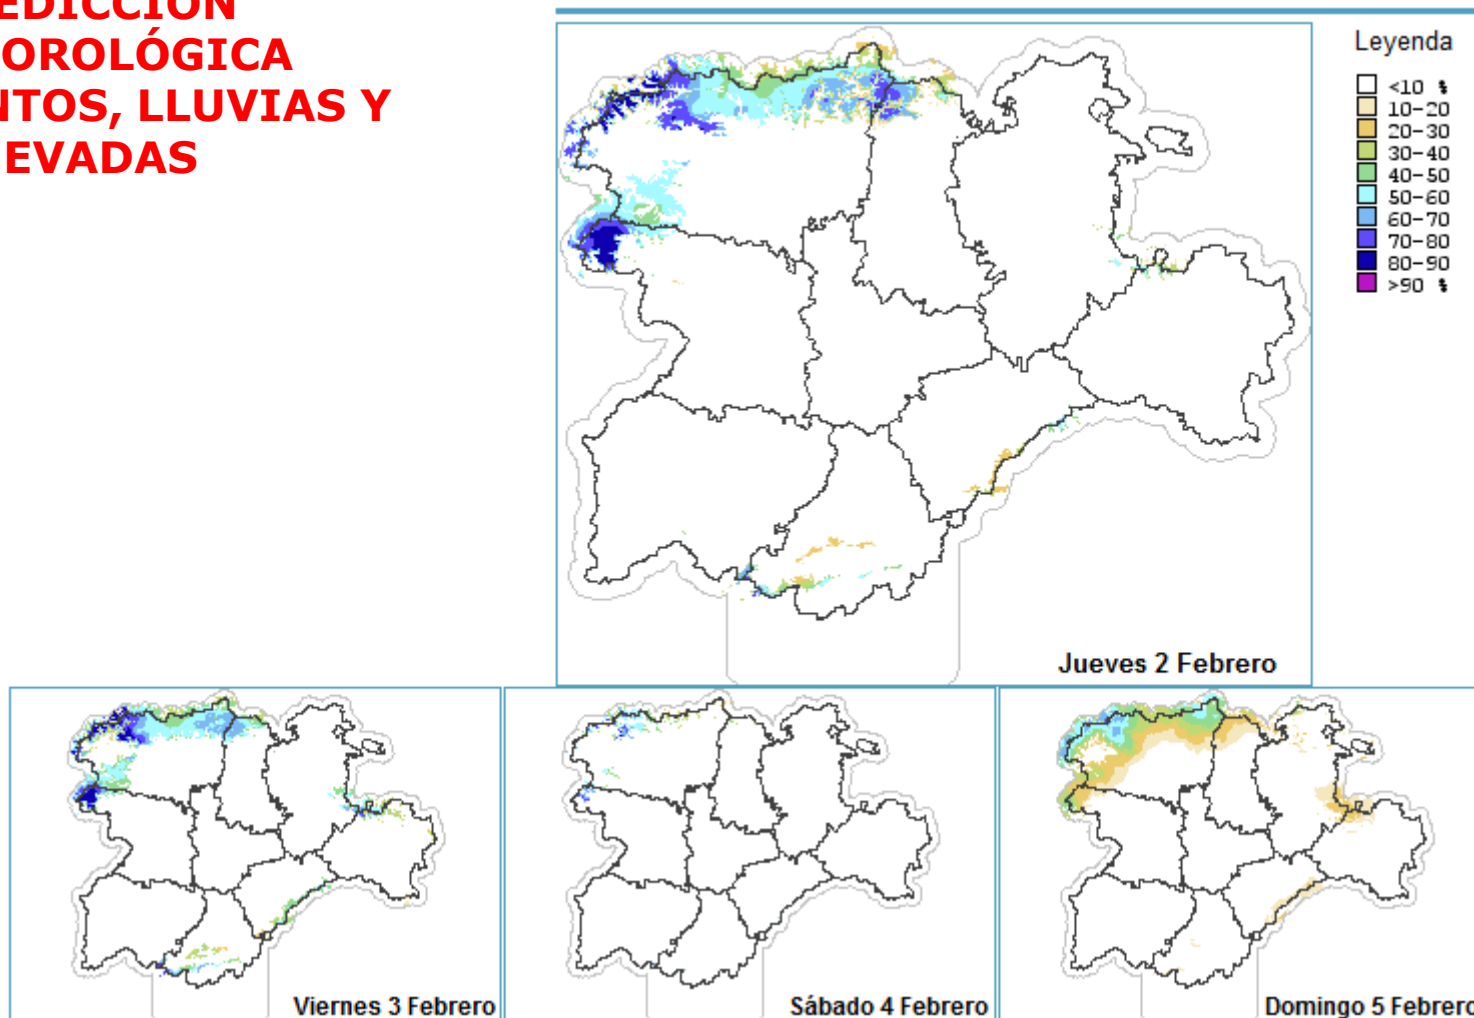 EDICCIÓN
OROLÓGICA
NTOS, LLUVIAS Y
EVADAS
Leyenda
<10 %
10-20
20-30
30-40
40-50
50-60
60-70
70-80
80-90
>90 %
Jueves 2 Febrero
Viernes 3 Febrero
Sábado 4 Febrero
Domingo 5 Febrero